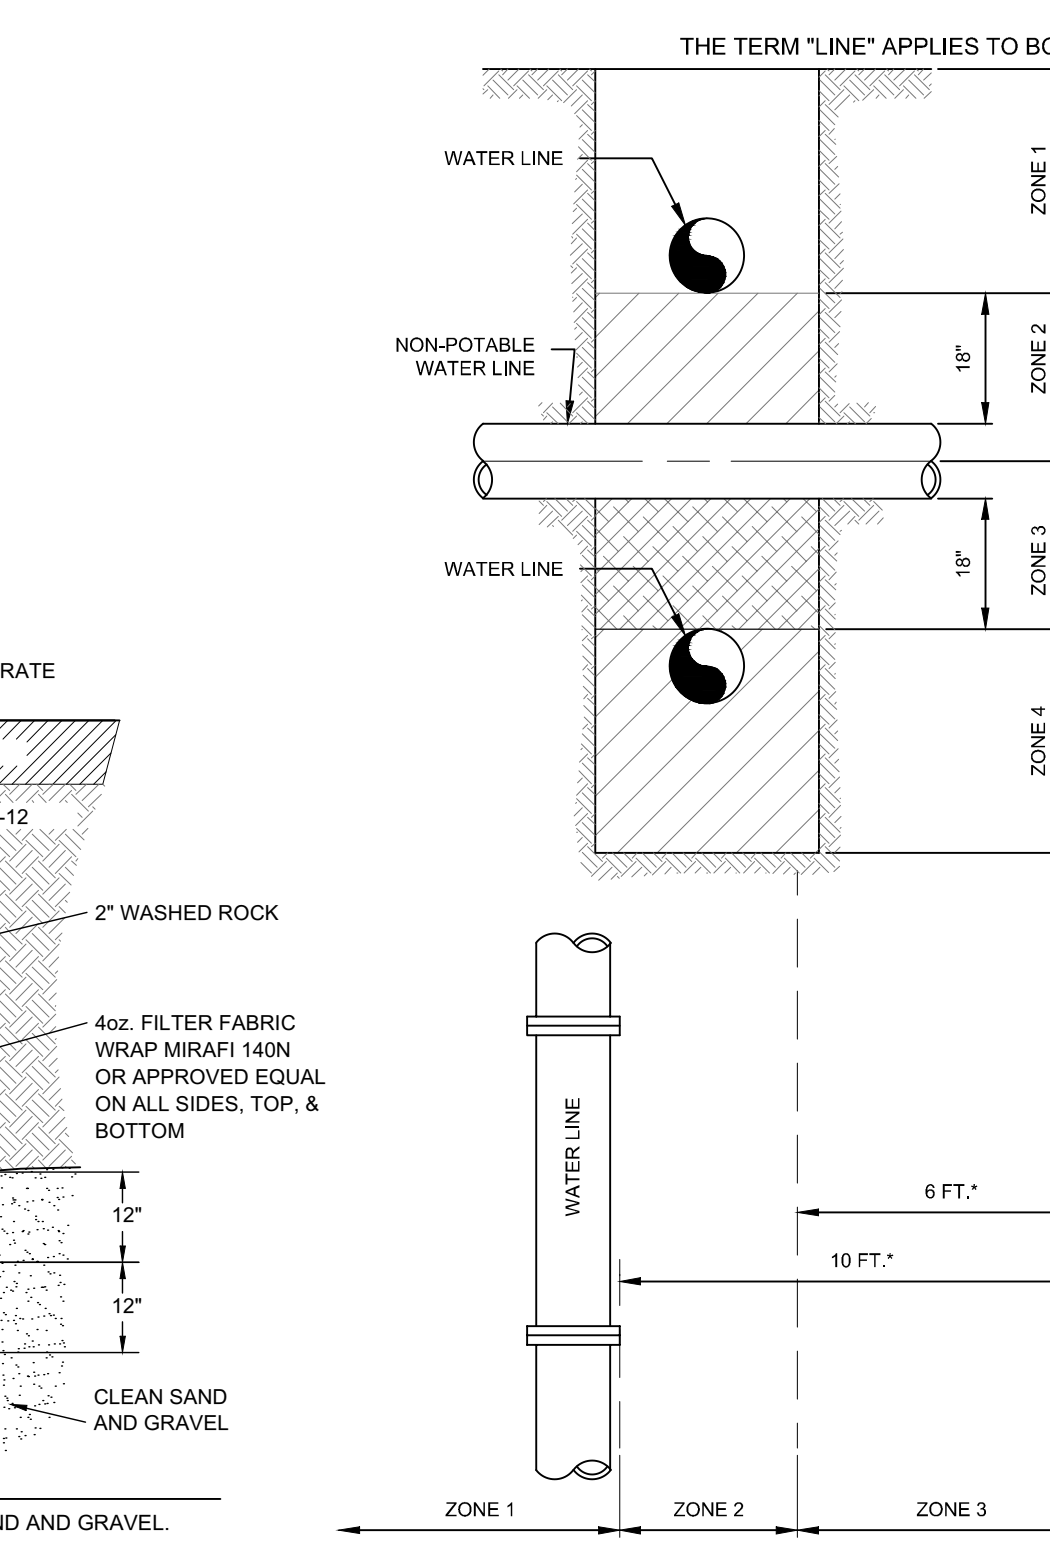 THE TERM "LINE" APPLIES TO BO
WATER LINE
ZONE 1
NON-POTABLE
WATER LINE
18"
ZONE 2
WATER LINE
18"
ZONE 3
ZONE 4
RATE
-12
2" WASHED ROCK
4oz. FILTER FABRIC
WRAP MIRAFI 140N
OR APPROVED EQUAL
ON ALL SIDES, TOP, &
BOTTOM
12"
12"
CLEAN SAND
AND GRAVEL
ND AND GRAVEL.
WATER LINE
6 FT.*
10 FT.*
ZONE 1
ZONE 2
ZONE 3